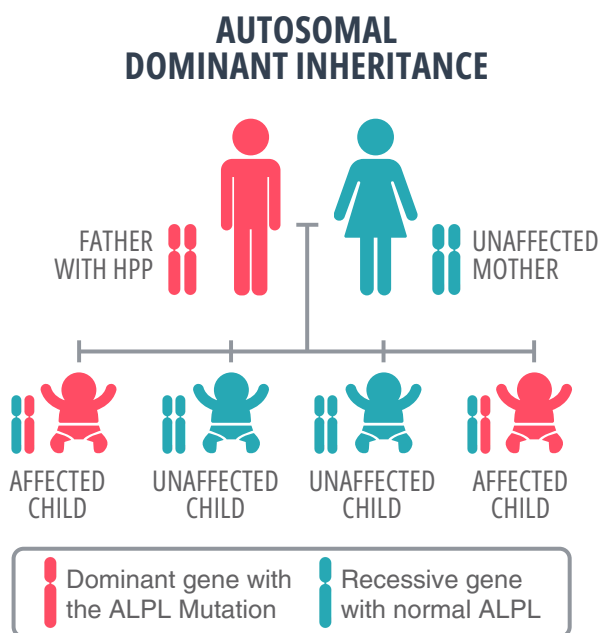 AUTOSOMAL
DOMINANT INHERITANCE
FATHER
WITH HPP
UNAFFECTED
MOTHER
AFFECTED
CHILD
UNAFFECTED
CHILD
UNAFFECTED
CHILD
AFFECTED
CHILD
Dominant gene with
the ALPL Mutation
Recessive gene
with normal ALPL